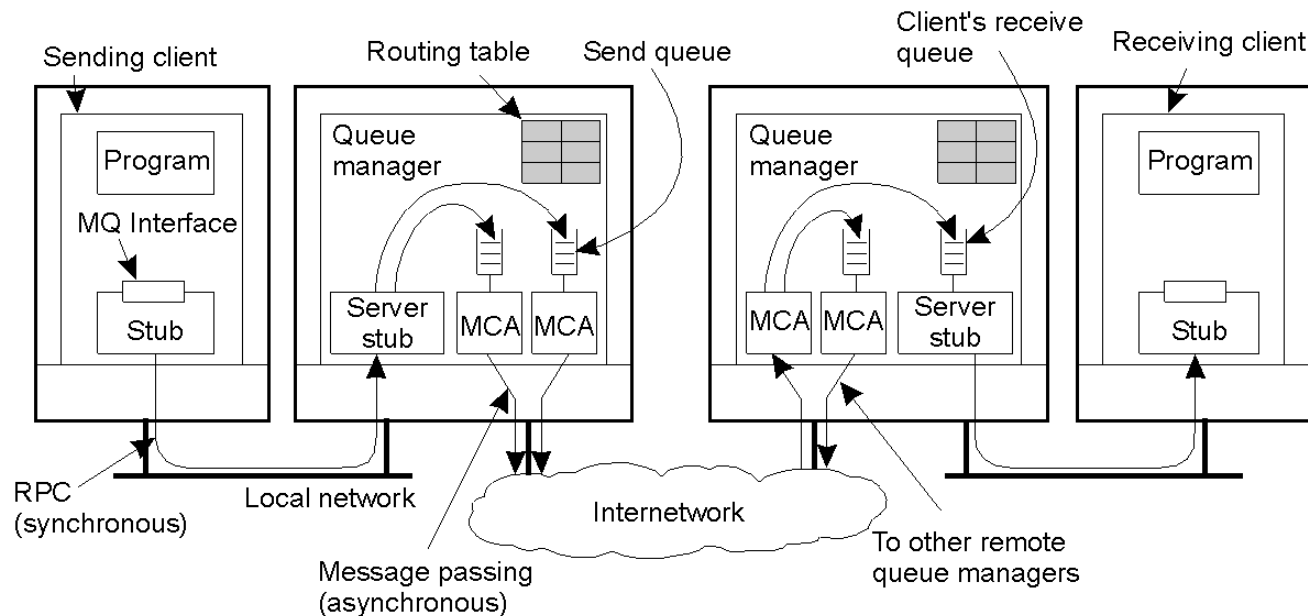 Sending client
Routing table
Send queue
Client's receive
queue
Receiving client
Program
MQ Interface
Stub
Queue
manager
Server
stub
MCA
MCA
Queue
manager
MCA
MCA
Server
stub
Program
Stub
RPC
(synchronous)
Local network
Message passing
(asynchronous)
Internetwork
To other remote
queue managers